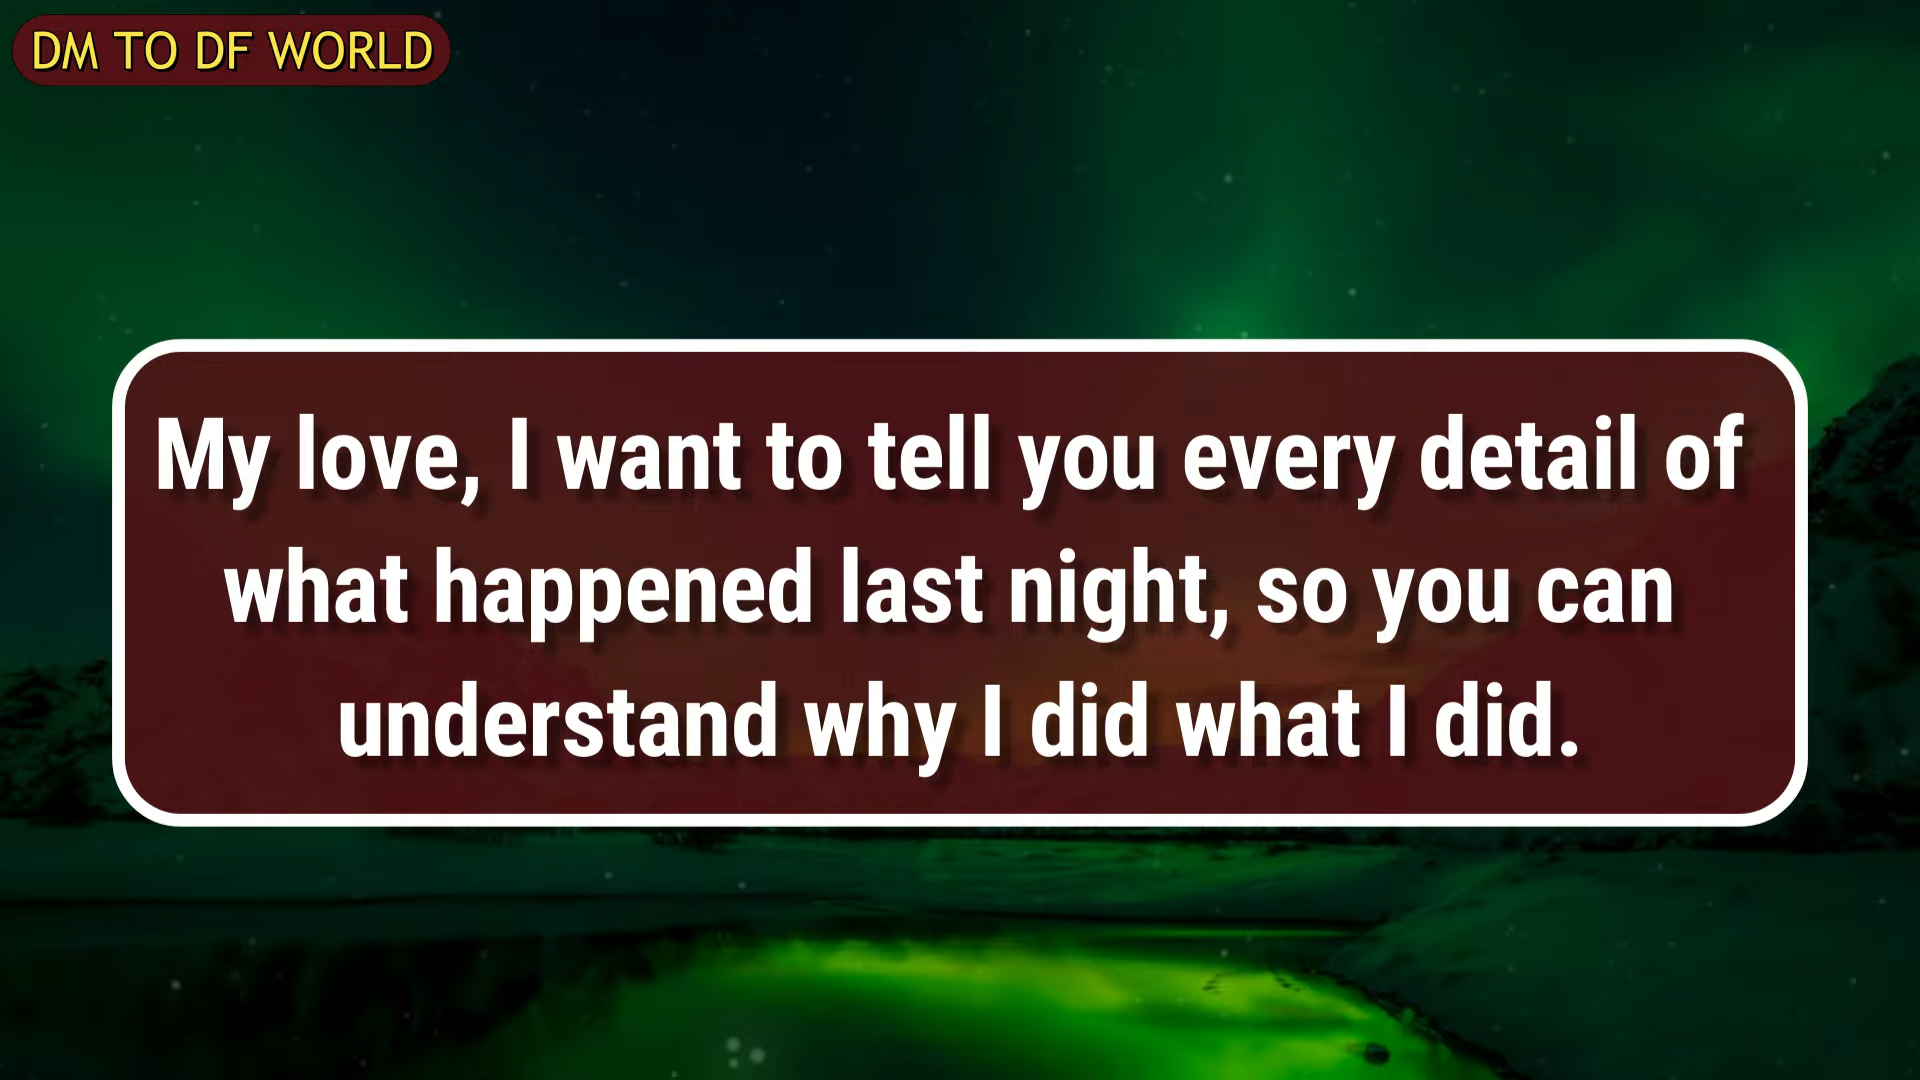 DM TO DF WORLD
My love, I want to tell you every detail of
what happened last night, so you can
understand why I did what I did.